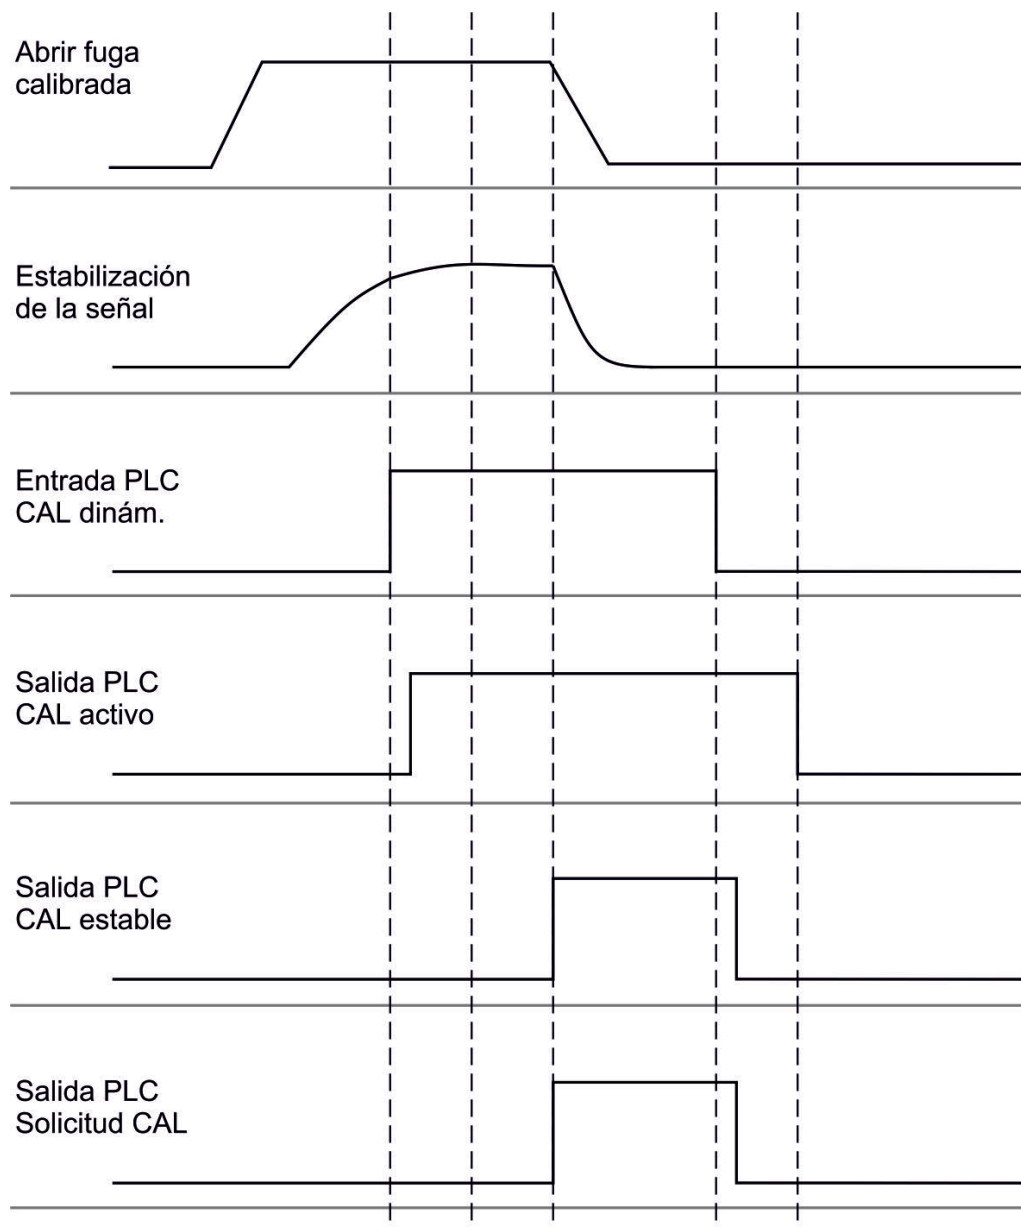 Abrir fuga
calibrada
Estabilización
de la señal
Entrada PLC
CAL dinám.
Salida PLC
CAL activo
Salida PLC
CAL estable
Salida PLC
Solicitud CAL